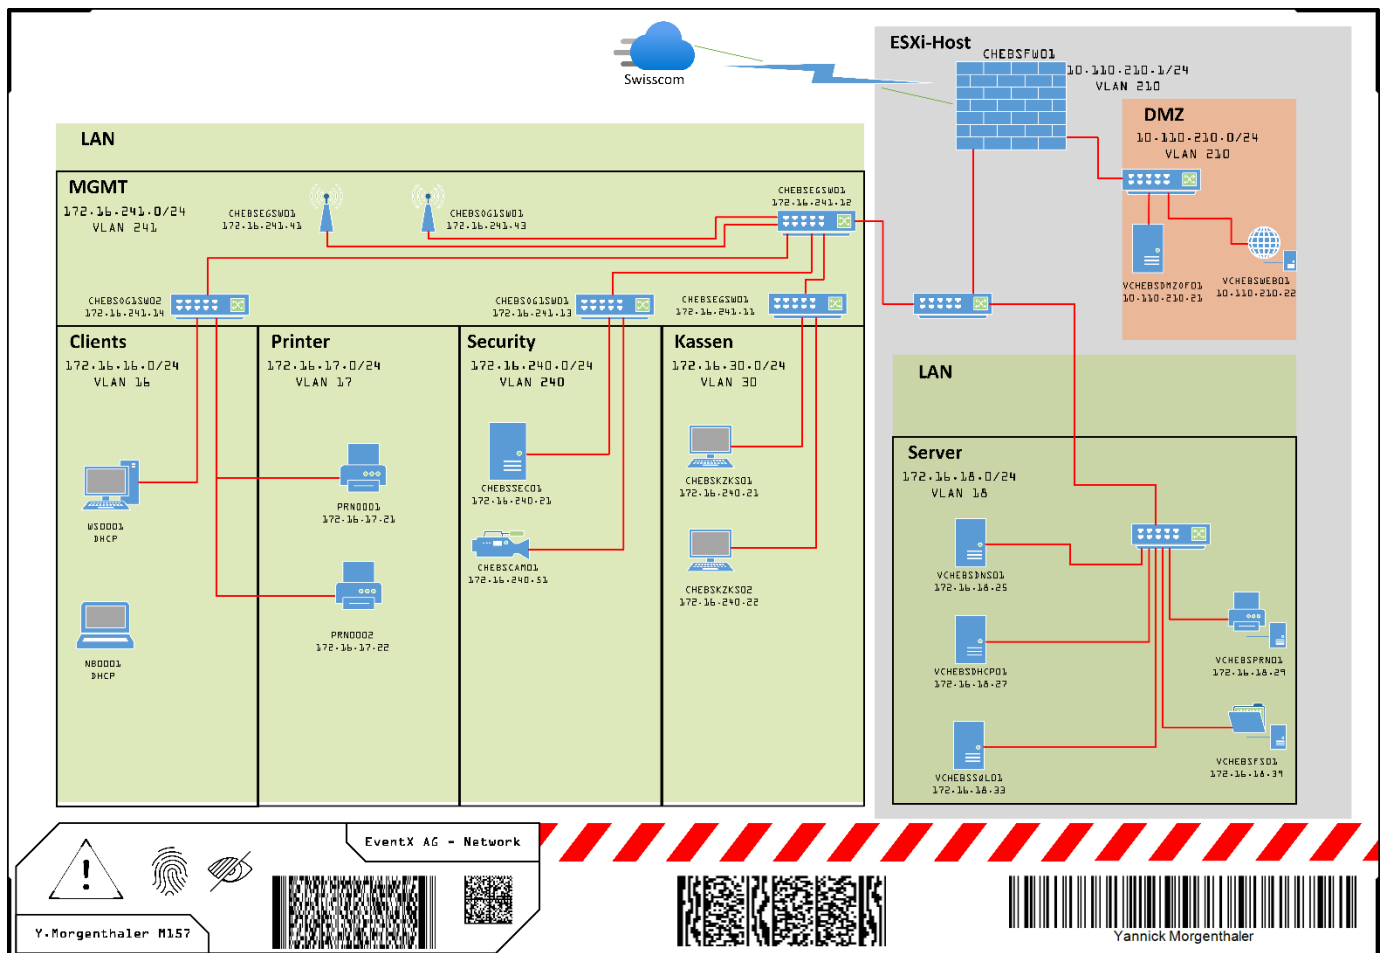 Swisscom
ESXi-Host
CHEBSFW01
10.110.210.1/24
VLAN 210
DMZ
10.110.210.0/24
VLAN 210
VCHEBSDMZ0F01
10.110.210.21
VCHEBSWEB01
10.110.210.22
LAN
MGMT
172.16.241.0/24
VLAN 241
CHEBSEGSW01
172.16.241.41
CHEBSOG1SW01
172.16.241.43
CHEBSEGSW01
172.16.241.12
CHEBSOG1SW02
172.16.241.14
CHEBSOG1SW01
172.16.241.13
CHEBSEGSW01
172.16.241.11
Clients
172.16.16.0/24
VLAN 16
WS0001
DHCP
NB0001
DHCP
Printer
172.16.17.0/24
VLAN 17
PRN0001
172.16.17.21
PRN0002
172.16.17.22
Security
172.16.240.0/24
VLAN 240
CHEBSSEC01
172.16.240.21
CHEBSCAM01
172.16.240.51
Kassen
172.16.30.0/24
VLAN 30
CHEBSKZKS01
172.16.240.21
CHEBSKZKS02
172.16.240.22
LAN
Server
172.16.18.0/24
VLAN 18
VCHEBSDNS01
172.16.18.25
VCHEBSDHCP01
172.16.18.27
VCHEBSSQL01
172.16.18.33
VCHEBSPRN01
172.16.18.29
VCHEBSFS01
172.16.18.39
EventX AG - Network
Y.Morgenthaler M157
Yannick Morgenthaler